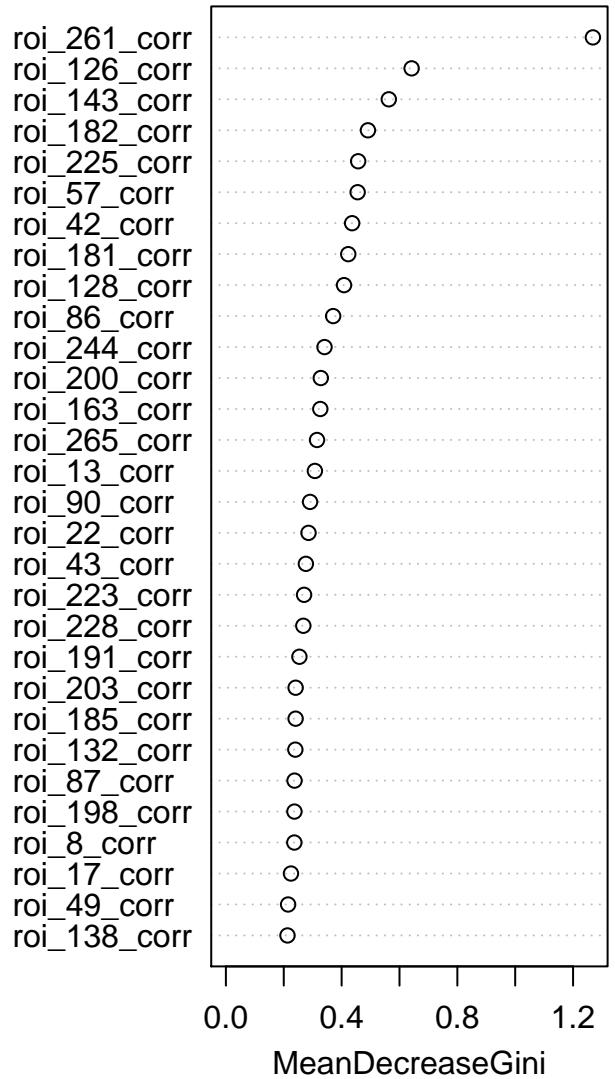 roi_261_corr
roi_126_corr
roi_143_corr
roi_182_corr
roi_225_corr
roi_57_corr
roi_42_corr
roi_181_corr
roi_128_corr
roi_86_corr
roi_244_corr
roi_200_corr
roi_163_corr
roi_265_corr
roi_13_corr
roi_90_corr
roi_22_corr
roi_43_corr
roi_223_corr
roi_228_corr
roi_191_corr
roi_203_corr
roi_185_corr
roi_132_corr
roi_87_corr
roi_198_corr
roi_8_corr
roi_17_corr
roi_49_corr
roi_138_corr
0.0 0.4 0.8 1.2
MeanDecreaseGini